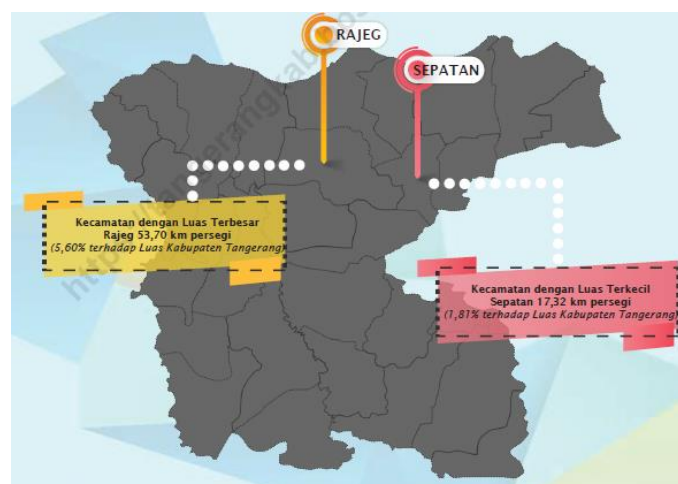 RAJEG
SEPATAN
Kecamatan dengan Luas Terbesar
Rajeg 53,70 km persegi
(5,60% terhadap Luas Kabupaten Tangerang)
Kecamatan dengan Luas Terkecil
Sepatan 17,32 km persegi
(1,81% terhadap Luas Kabupaten Tangerang)